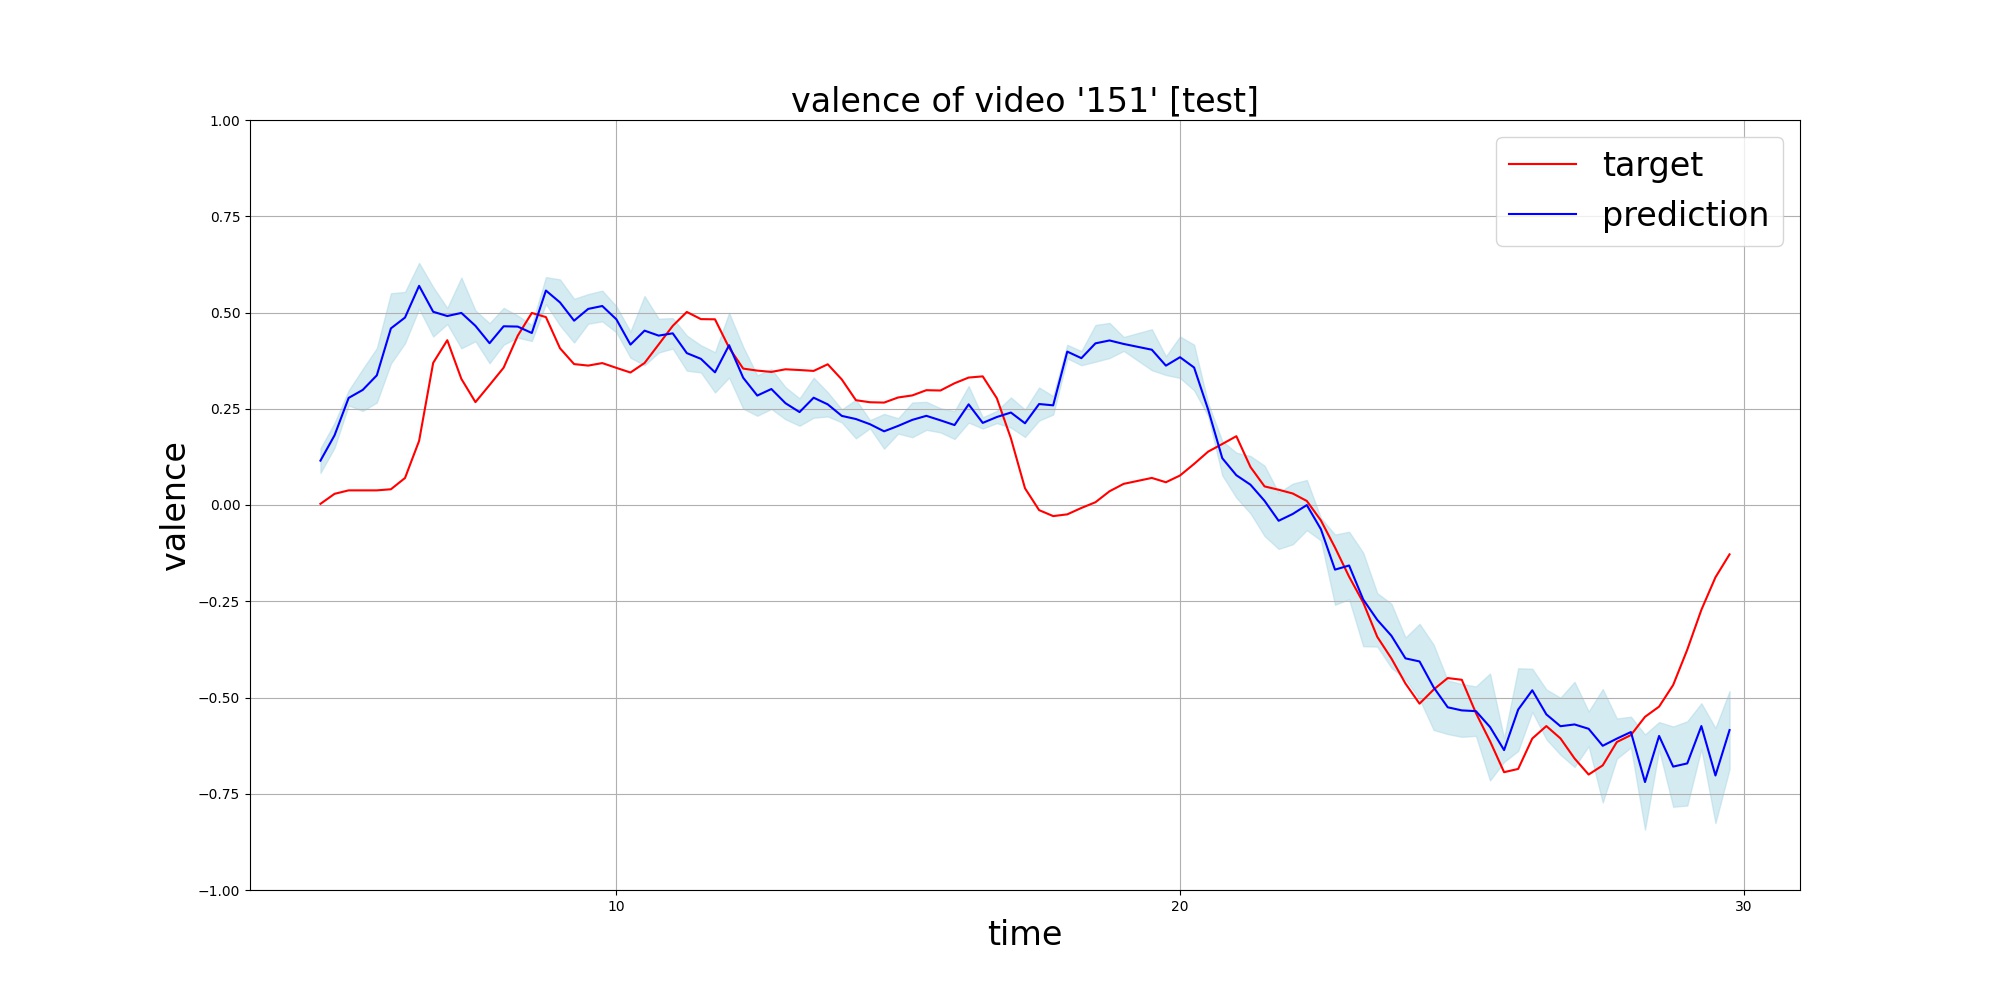 valence of video '151' [test]
1.00
0.75
0.50
0.25
0.00
−0.25
−0.50
−0.75
−1.00
valence
target
prediction
10 20 30
time